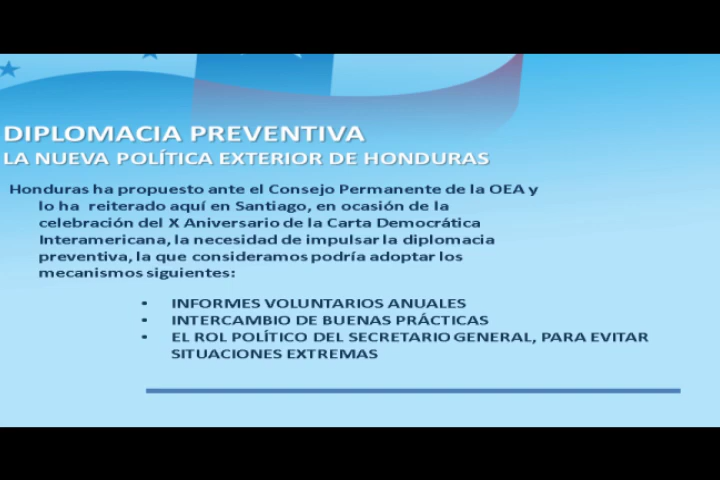 DIPLOMACIA PREVENTIVA
LA NUEVA POLÍTICA EXTERIOR DE HONDURAS
Honduras ha propuesto ante el Consejo Permanente de la OEA y
lo ha reiterado aquí en Santiago, en ocasión de la
celebración del X Aniversario de la Carta Democrática
Interamericana, la necesidad de impulsar la diplomacia
preventiva, la que consideramos podría adoptar los
mecanismos siguientes:
• INFORMES VOLUNTARIOS ANUALES
• INTERCAMBIO DE BUENAS PRÁCTICAS
• EL ROL POLÍTICO DEL SECRETARIO GENERAL, PARA EVITAR
SITUACIONES EXTREMAS